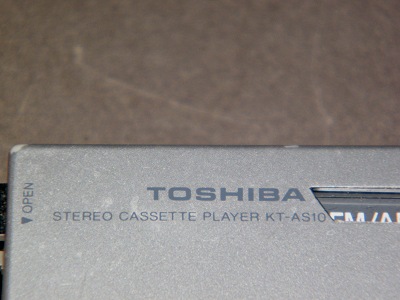 TOSHIBA
STEREO CASSETTE PLAYER KT-AS10
▼ OPEN